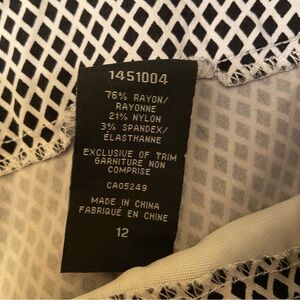 1451004
76% RAYON/
RAYONNE
21% NYLON
3% SPANDEX/
ÉLASTHANNE
EXCLUSIVE OF TRIM
GARNITURE NON
COMPRISE
CA05249
MADE IN CHINA
FABRIQUÉ EN CHINE
12